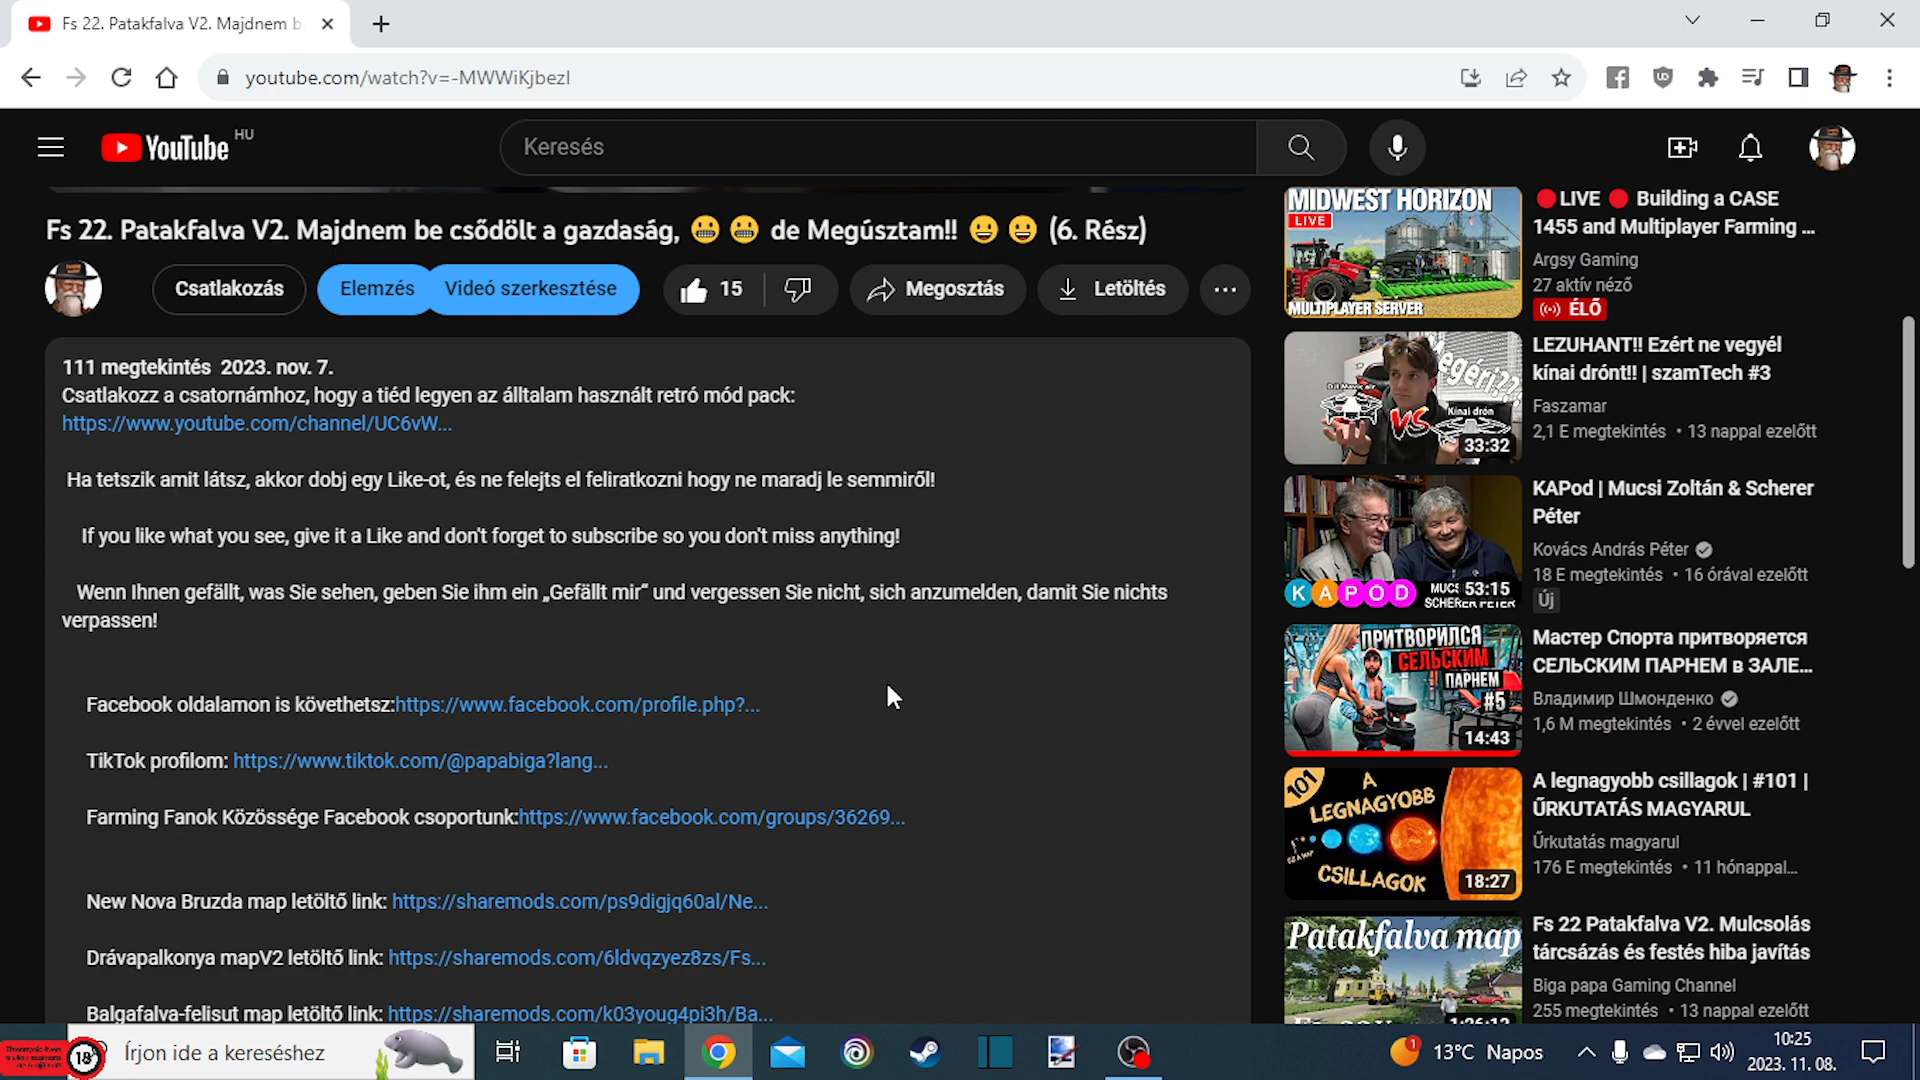 Fs 22. Patakfalva V2. Majdnem b
youtube.com/watch?v=-MWWiKjbezI
YouTube HU
Keresés
Fs 22. Patakfalva V2. Majdnem be csődölt a gazdaság, 😬 😬 de Megúsztam!! 😀 😀 (6. Rész)
Csatlakozás
Elemzés
Videó szerkesztése
15
Megosztás
Letöltés
111 megtekintés 2023. nov. 7.
Csatlakozz a csatornámhoz, hogy a tiéd legyen az álltalam használt retró mód pack:
https://www.youtube.com/channel/UC6vW...
Ha tetszik amit látsz, akkor dobj egy Like-ot, és ne felejts el feliratkozni hogy ne maradj le semmiről!
If you like what you see, give it a Like and don't forget to subscribe so you don't miss anything!
Wenn Ihnen gefällt, was Sie sehen, geben Sie ihm ein „Gefällt mir“ und vergessen Sie nicht, sich anzumelden, damit Sie nichts
verpassen!
Facebook oldalamon is követhetsz:https://www.facebook.com/profile.php?...
TikTok profilom: https://www.tiktok.com/@papabiga?lang...
Farming Fanok Közössége Facebook csoportunk:https://www.facebook.com/groups/36269...
New Nova Bruzda map letöltő link: https://sharemods.com/ps9digjq60al/Ne...
Drávapalkonya mapV2 letöltő link: https://sharemods.com/6ldvqzyez8zs/Fs...
Balgafalva-felisut map letöltő link: https://sharemods.com/k03youg4pi3h/Ba...
MIDWEST HORIZON
LIVE
MULTIPLAYER SERVER
🔴LIVE 🔴 Building a CASE
1455 and Multiplayer Farming ...
Argsy Gaming
27 aktív néző
ÉLŐ
Megéri???
DJI Mavic air
VS
Kínai drón
33:32
LEZUHANT!! Ezért ne vegyél
kínai drónt!! | szamTech #3
Faszamar
2,1 E megtekintés • 13 nappal ezelőtt
KAPOD
53:15
SCHERER PÉTER
KAPod | Mucsi Zoltán & Scherer
Péter
Kovács András Péter
18 E megtekintés • 16 órával ezelőtt
Új
ПРИТВОРИЛСЯ
СЕЛЬСКИМ
ПАРНЕМ
#5
14:43
Мастер Спорта притворяется
СЕЛЬСКИМ ПАРНЕМ в ЗАЛЕ...
Владимир Шмонденко
1,6 M megtekintés • 2 évvel ezelőtt
101
A
LEGNAGYOBB
CSILLAGOK
18:27
A legnagyobb csillagok | #101 |
ŰRKUTATÁS MAGYARUL
Űrkutatás magyarul
176 E megtekintés • 11 hónappal...
Patakfalva map
Fs 22 Patakfalva V2. Mulcsolás
tárcsázás és festés hiba javítás
Biga papa Gaming Channel
255 megtekintés • 13 nappal ezelőtt
18
Írjon ide a kereséshez
1
13°C Napos
10:25
2023. 11. 08.